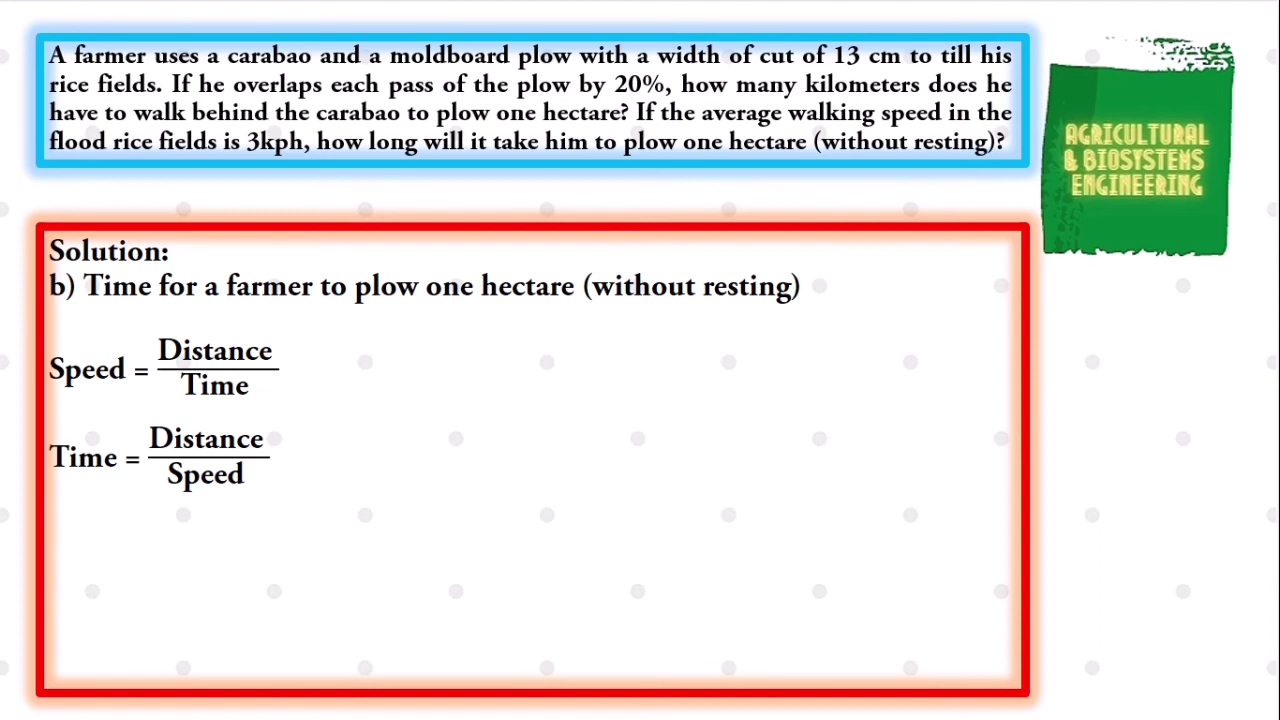 A farmer uses a carabao and a moldboard plow with a width of cut of 13 cm to till his
rice fields. If he overlaps each pass of the plow by 20%, how many kilometers does he
have to walk behind the carabao to plow one hectare? If the average walking speed in the
flood rice fields is 3kph, how long will it take him to plow one hectare (without resting)?
AGRICULTURAL
& BIOSYSTEMS
ENGINEERING
Solution:
b) Time for a farmer to plow one hectare (without resting)
Speed = Distance / Time
Time = Distance / Speed